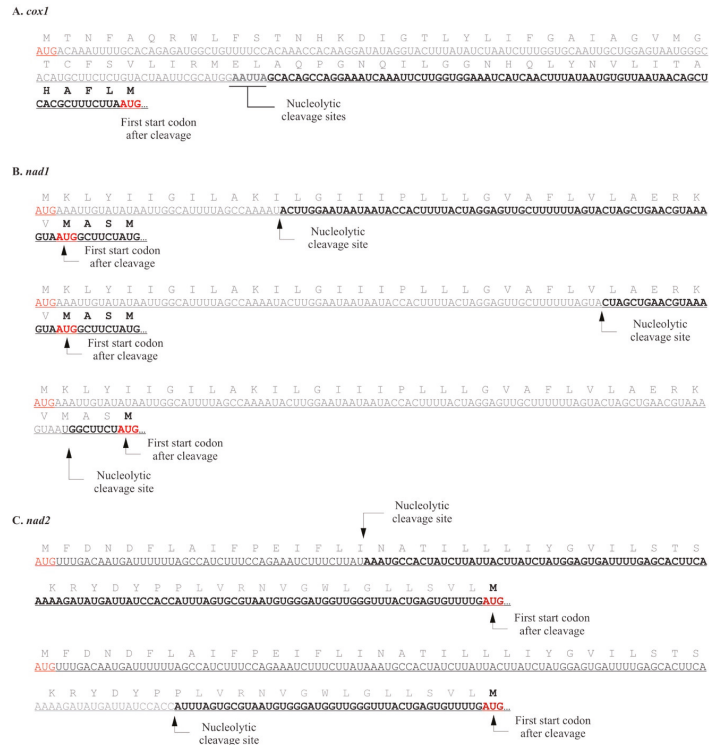 A. cox1
M T N F A Q R W L F S T N H K D I G T L Y L I F G A I A G V M G
AUGACAAAUUUUGCACAGAGAUGGCUGUUUUCCACAAACCACAAGGAUAUAGGUACUUUAUAUCUAAUCUUUGGUGCAAUUGCUGGAGUAAUGGGC
T C F S V L I R M E L A Q P G N Q I L G G N H Q L Y N V L I T A
ACAUGCUUCUCUGUACUAAUUCGCAUGGAAUUAGCACAGCCAGGAAAUCAAAUUCUUGGUGGAAAUCAUCAACUUUAUAAUGUGUUAAUAACAGCU
H A F L M
CACGCUUUCUUAAUG...
First start codon
after cleavage
Nucleolytic
cleavage sites
B. nad1
M K L Y I I G I L A K I L G I I I P L L L G V A F L V L A E R K
AUGAAAUUGUAUAUAAUUGGCAUUUUAGCCAAAAUACUUGGAAUAAUAAUACCACUUUUACUAGGAGUUGCUUUUUUAGUACUAGCUGAACGUAAA
V M A S M
GUAAUGGCUUCUAUG...
First start codon
after cleavage
Nucleolytic
cleavage site
M K L Y I I G I L A K I L G I I I P L L L G V A F L V L A E R K
AUGAAAUUGUAUAUAAUUGGCAUUUUAGCCAAAAUACUUGGAAUAAUAAUACCACUUUUACUAGGAGUUGCUUUUUUAGUACUAGCUGAACGUAAA
V M A S M
GUAAUGGCUUCUAUG...
First start codon
after cleavage
Nucleolytic
cleavage site
M K L Y I I G I L A K I L G I I I P L L L G V A F L V L A E R K
AUGAAAUUGUAUAUAAUUGGCAUUUUAGCCAAAAUACUUGGAAUAAUAAUACCACUUUUACUAGGAGUUGCUUUUUUAGUACUAGCUGAACGUAAA
V M A S M
GUAAUGGCUUCUAUG...
First start codon
after cleavage
Nucleolytic
cleavage site
C. nad2
Nucleolytic
cleavage site
M F D N D F L A I F P E I F L I N A T I L L L I Y G V I L S T S
AUGUUUGACAAUGAUUUUUUAGCCAUCUUUCCAGAAAUCUUUCUUAUAAAUGCCACUAUCUUAUUACUUAUCUAUGGAGUGAUUUUGAGCACUUCA
K R Y D Y P P L V R N V G W L G L L S V L M
AAAAGAUAUGAUUAUCCACCAUUUAGUGCGUAAUGUGGGAUGGUUGGGUUUACUGAGUGUUUUGAUG...
First start codon
after cleavage
M F D N D F L A I F P E I F L I N A T I L L L I Y G V I L S T S
AUGUUUGACAAUGAUUUUUUAGCCAUCUUUCCAGAAAUCUUUCUUAUAAAUGCCACUAUCUUAUUACUUAUCUAUGGAGUGAUUUUGAGCACUUCA
K R Y D Y P P L V R N V G W L G L L S V L M
AAAAGAUAUGAUUAUCCACCAUUUAGUGCGUAAUGUGGGAUGGUUGGGUUUACUGAGUGUUUUGAUG...
Nucleolytic
cleavage site
First start codon
after cleavage